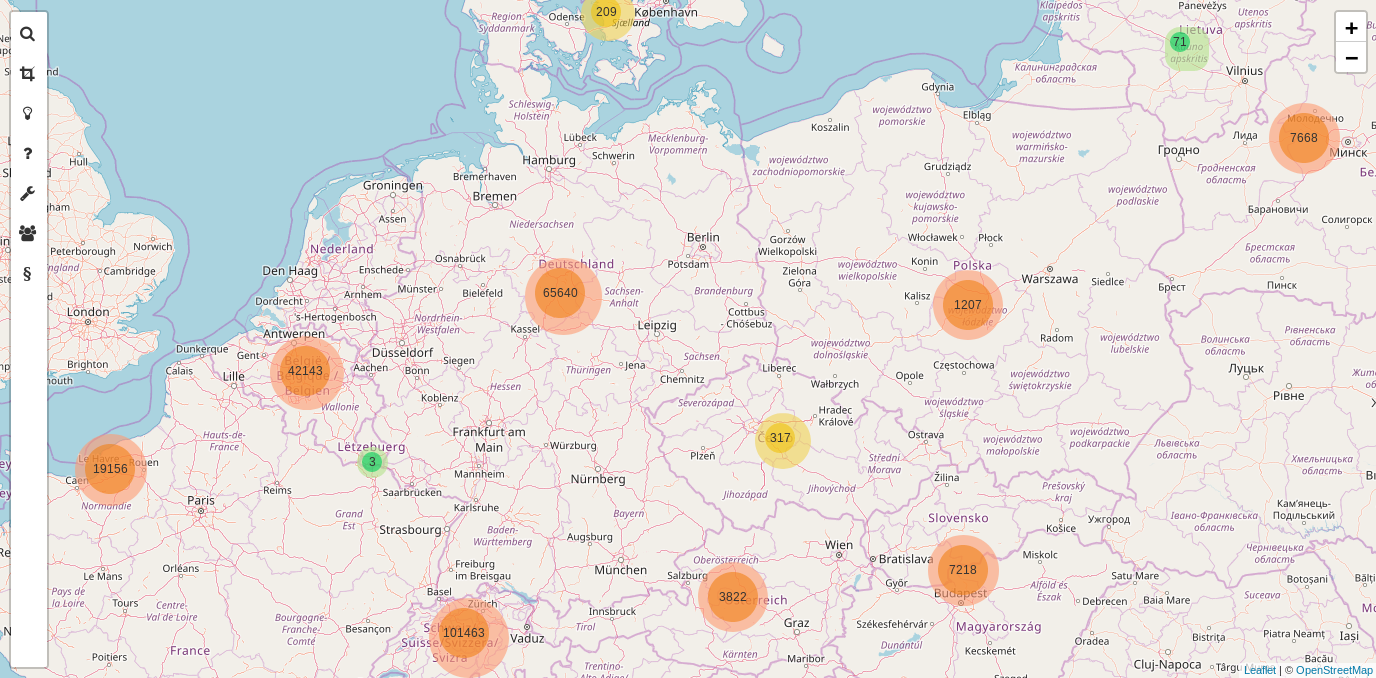 209
København
Odense
Sjælland
Region
Syddanmark
Klaipėdos
apskritis
Panevėžys
Utenos
apskritis
Lietuva
71
apskritis
Vilnius
+
−
Калининградская
область
Gdynia
Elbląg
województwo
pomorskie
Koszalin
województwo
warmińsko-
mazurskie
Лида
Молодечно
7668
Минск
Гродно
Гродненская
область
Schleswig-
Holstein
Lübeck
Mecklenburg-
Vorpommern
Hamburg
Schwerin
województwo
zachodniopomorskie
Grudziądz
Hull
Bremerhaven
Groningen
Bremen
województwo
kujawsko-
pomorskie
województwo
podlaskie
Барановичи
Солигорск
Assen
Niedersachsen
Berlin
Gorzów
Wielkopolski
Włocławek
Płock
Брестская
область
Norwich
Peterborough
Nederland
Osnabrück
Deutschland
Potsdam
Zielona
Góra
województwo
wielkopolskie
Konin
Polska
Warszawa
Siedlce
Брест
Пинск
England
Cambridge
Den Haag
Enschede
Münster
Bielefeld
65640
Sachsen-
Anhalt
Brandenburg
Kalisz
1207
Arnhem
Dordrecht
's-Hertogenbosch
London
Nordrhein-
Westfalen
Kassel
Leipzig
Cottbus
- Chóśebuz
Radom
województwo
lubelskie
Волинська
область
Рівненська
область
Antwerpen
Dunkerque
Gent
Brighton
Calais
Lille
Düsseldorf
Aachen
Bonn
Siegen
Sachsen
Jena
Chemnitz
Thüringen
Liberec
województwo
dolnośląskie
Wałbrzych
Opole
Częstochowa
województwo
świętokrzyskie
Луцьк
Рівне
België /
Belgique /
Belgien
42143
Wallonie
Koblenz
Hessen
Severozápad
Hradec
Králové
województwo
śląskie
Hauts-de-
France
Lëtzebuerg
3
Frankfurt am
Main
Würzburg
Plzeň
317
Ostrava
województwo
małopolskie
województwo
podkarpackie
Львівська
область
Хмельницька
область
Le Havre
19156
Rouen
Caen
Normandie
Reims
Saarbrücken
Mannheim
Nürnberg
Střední
Morava
Žilina
Prešovský
kraj
Paris
Grand
Est
Karlsruhe
Bayern
Jihozápad
Jihovýchod
Slovensko
Košice
Ужгород
Івано-Франківська
область
Кам'янець-
Подільський
Strasbourg
Baden-
Württemberg
Augsburg
München
Oberösterreich
Wien
Bratislava
Miskolc
Чернівецька
область
Le Mans
Orléans
Freiburg
im Breisgau
Salzburg
3822
Österreich
Győr
7218
Budapest
Alföld és
Észak
Satu Mare
Botoșani
Pays de
la Loire
Tours
Centre-Val
de Loire
Bourgogne-
Franche-
Comté
Besançon
Basel
Zürich
101463
Suisse/Svizzera/
Svizra
Vaduz
Innsbruck
Tirol
Graz
Székesfehérvár
Debrecen
Baia Mare
Suceava
Magyarország
Dunántúl
Kecskemét
Oradea
Bistrița
Piatra Neamț
Iași
Poitiers
France
Kärnten
Maribor
Cluj-Napoca
Bacău
Leaflet | © OpenStreetMap
?
§